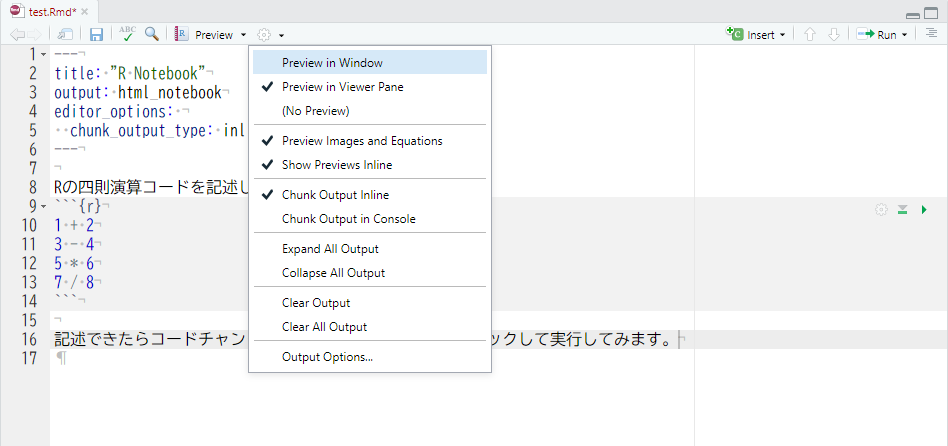 test.Rmd*
ABC Preview Insert Run
1 ---
2 title: "R Notebook"
3 output: html_notebook
4 editor_options:
5 chunk_output_type: inl
6 ---
7
8 Rの四則演算コードを記述し
9 ```{r}
10 1 + 2
11 3 - 4
12 5 * 6
13 7 / 8
14 ```
15
16 記述できたらコードチャン ックして実行してみます。
17
Preview in Window
Preview in Viewer Pane
(No Preview)
Preview Images and Equations
Show Previews Inline
Chunk Output Inline
Chunk Output in Console
Expand All Output
Collapse All Output
Clear Output
Clear All Output
Output Options...